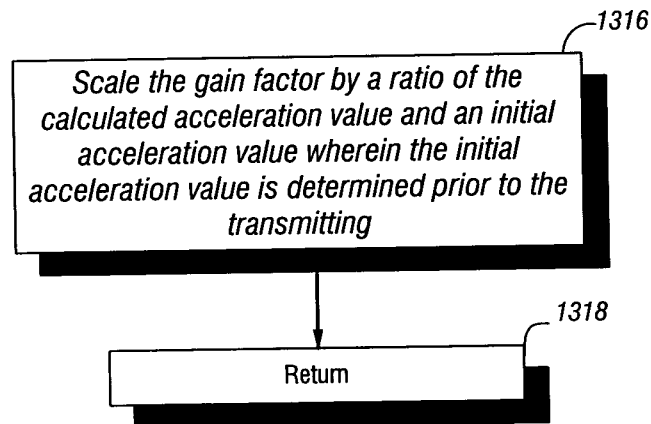 1316
Scale the gain factor by a ratio of the
calculated acceleration value and an initial
acceleration value wherein the initial
acceleration value is determined prior to the
transmitting
1318
Return